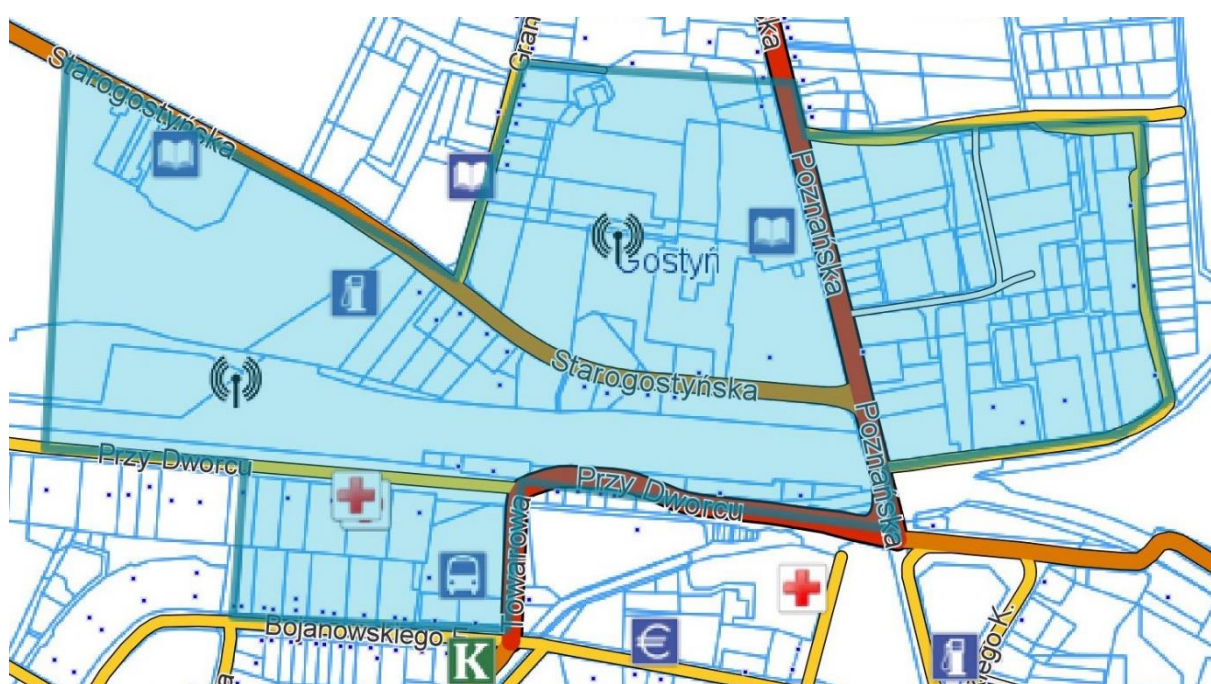 Starogostyńska
Gostyń
Poznańska
Starogostyńska
Poznańska
Przy Dworcu
Przy Dworcu
Towarowa
Bojanowskiego
K
€